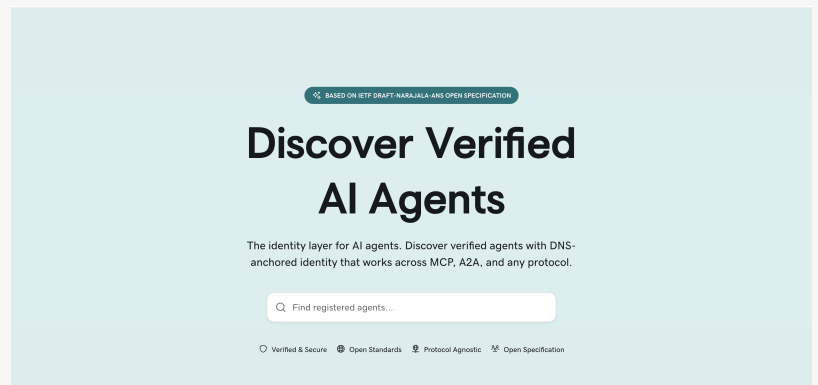 BASED ON IETF DRAFT-NARAJALA-ANS OPEN SPECIFICATION
Discover Verified
AI Agents
The identity layer for AI agents. Discover verified agents with DNS-
anchored identity that works across MCP, A2A, and any protocol.
Find registered agents...
Verified & Secure Open Standards Protocol Agnostic Open Specification